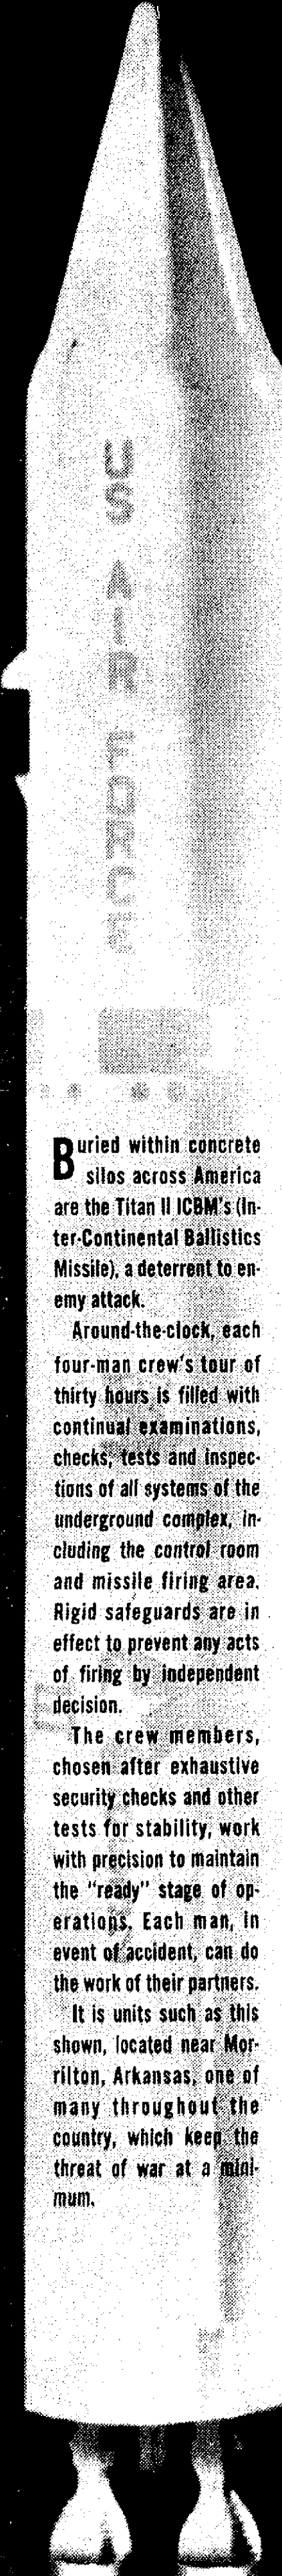 US AIR FORCE
Buried within concrete
silos across America
are the Titan II ICBM's (In-
ter-Continental Ballistics
Missile), a deterrent to en-
emy attack.
Around-the-clock, each
four-man crew's tour of
thirty hours is filled with
continual examinations,
checks, tests and inspec-
tions of all systems of the
underground complex, in-
cluding the control room
and missile firing area.
Rigid safeguards are in
effect to prevent any acts
of firing by independent
decision.
The crew members,
chosen after exhaustive
security checks and other
tests for stability, work
with precision to maintain
the "ready" stage of op-
erations. Each man, in
event of accident, can do
the work of their partners.
It is units such as this
shown, located near Mor-
rilton, Arkansas, one of
many throughout the
country, which keep the
threat of war at a mini-
mum.